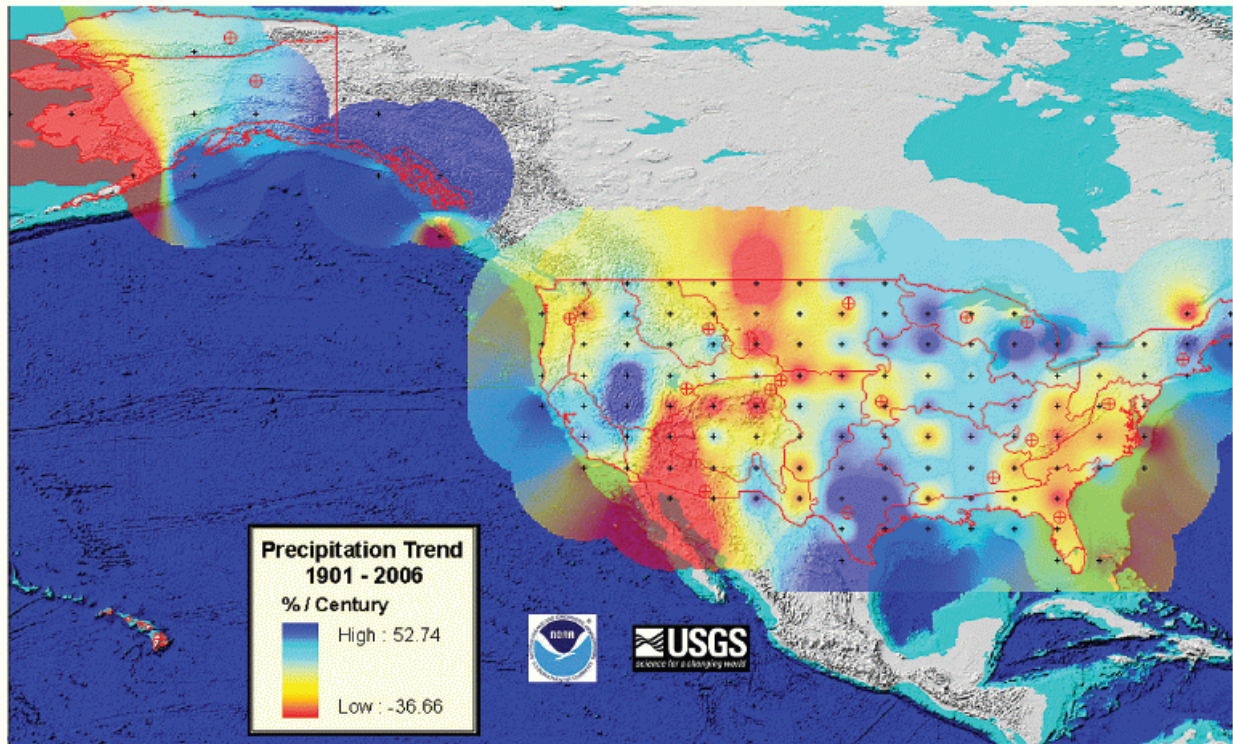 Precipitation Trend
1901 - 2006
% / Century
High : 52.74
Low : -36.66
NOAA
USGS
science for a changing world